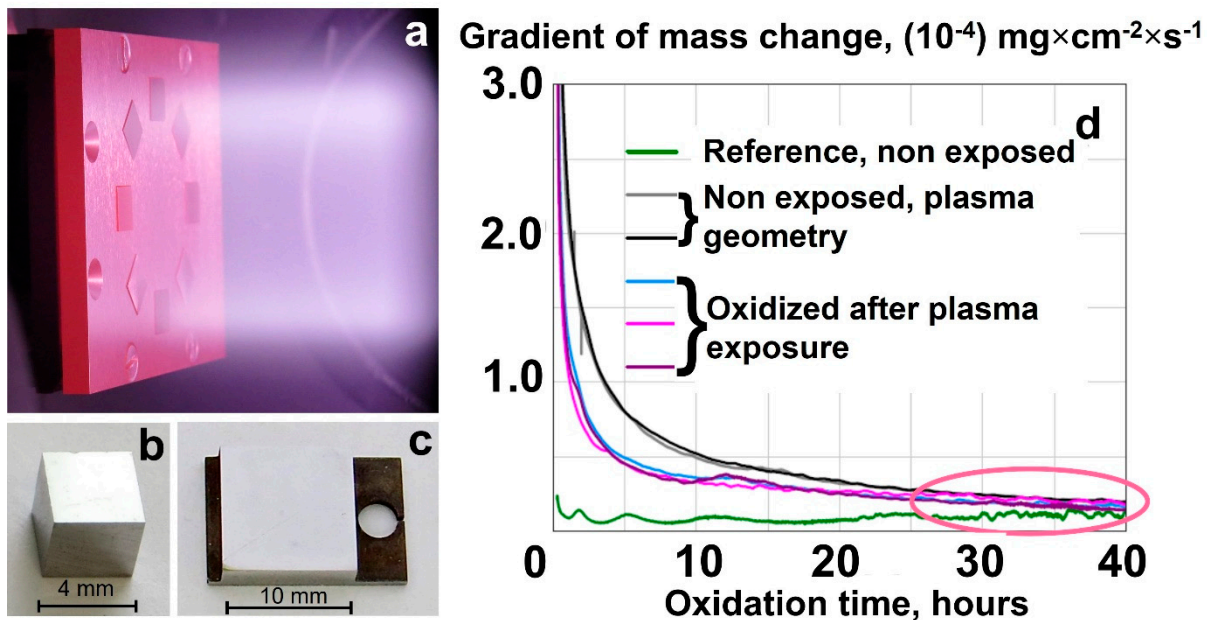 a
b
4 mm
c
10 mm
Gradient of mass change, (10⁻⁴) mg×cm⁻²×s⁻¹
d
3.0
2.0
1.0
Reference, non exposed
Non exposed, plasma
geometry
Oxidized after plasma
exposure
0
10
20
30
40
Oxidation time, hours